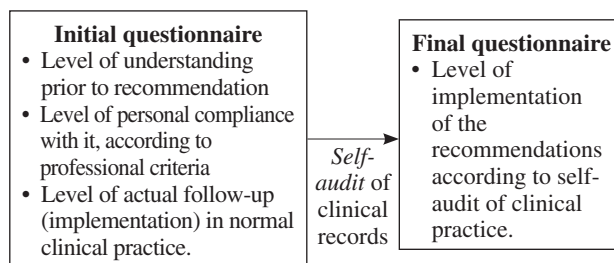 Initial questionnaire
• Level of understanding
prior to recommendation
• Level of personal compliance
with it, according to
professional criteria
• Level of actual follow-up
(implementation) in normal
clinical practice.
Self-
audit of
clinical
records
Final questionnaire
• Level of
implementation
of the
recommendations
according to self-
audit of clinical
practice.